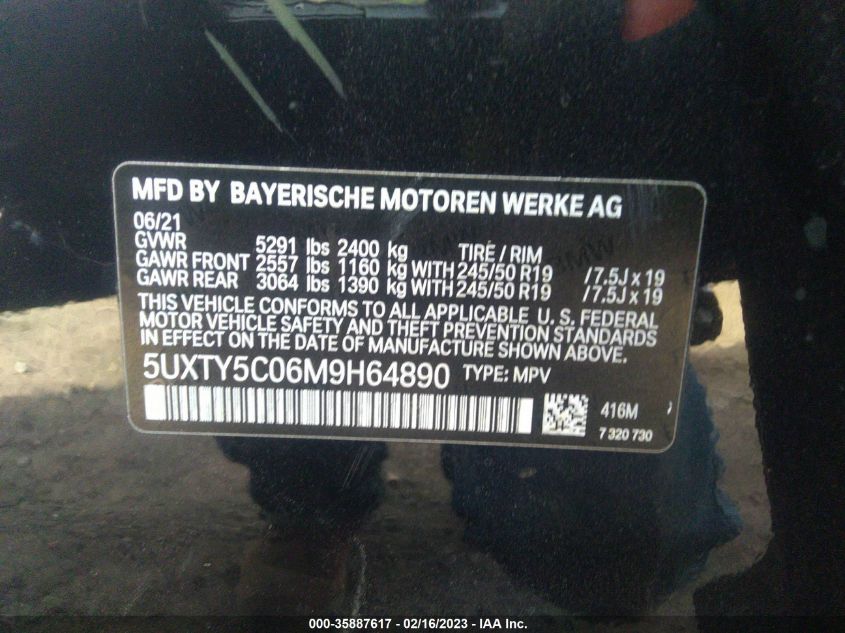 MFD BY BAYERISCHE MOTOREN WERKE AG
06/21
GVWR 5291 lbs 2400 kg TIRE / RIM
GAWR FRONT 2557 lbs 1160 kg WITH 245/50 R19 /7.5J x 19
GAWR REAR 3064 lbs 1390 kg WITH 245/50 R19 /7.5J x 19
THIS VEHICLE CONFORMS TO ALL APPLICABLE U. S. FEDERAL
MOTOR VEHICLE SAFETY AND THEFT PREVENTION STANDARDS
IN EFFECT ON THE DATE OF MANUFACTURE SHOWN ABOVE.
5UXTY5C06M9H64890 TYPE: MPV
416M
7 320 730
000-35887617 - 02/16/2023 - IAA Inc.